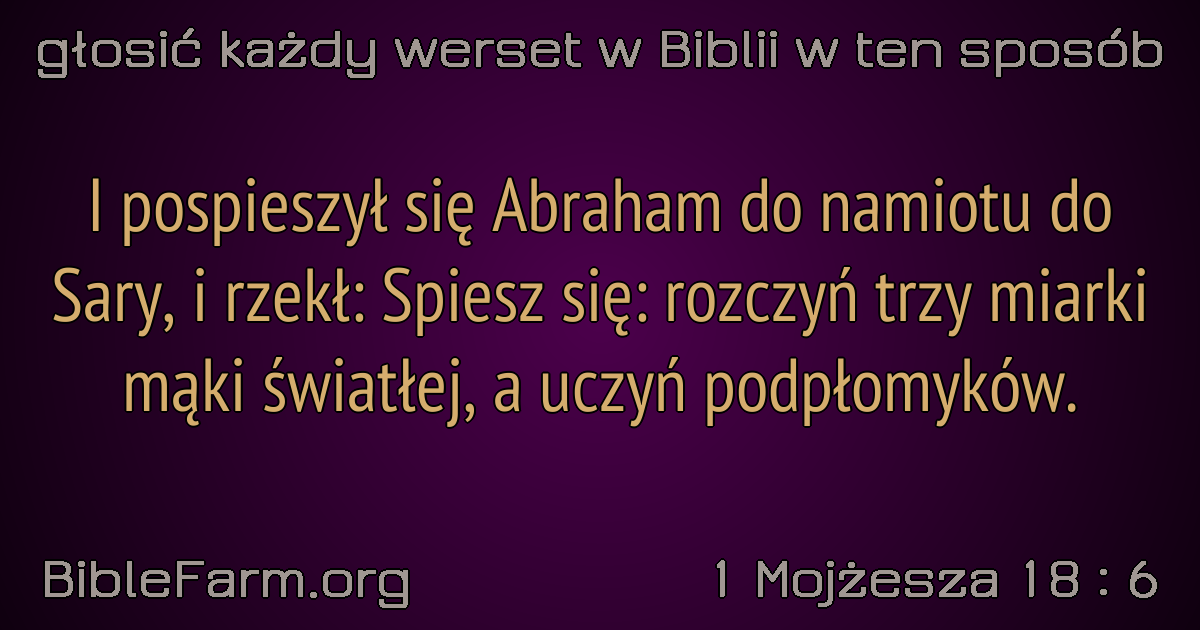 głosić każdy werset w Biblii w ten sposób
I pospieszył się Abraham do namiotu do
Sary, i rzekł: Spiesz się: rozczyń trzy miarki
mąki światłej, a uczyń podpłomyków.
BibleFarm.org
1 Mojżesza 18 : 6